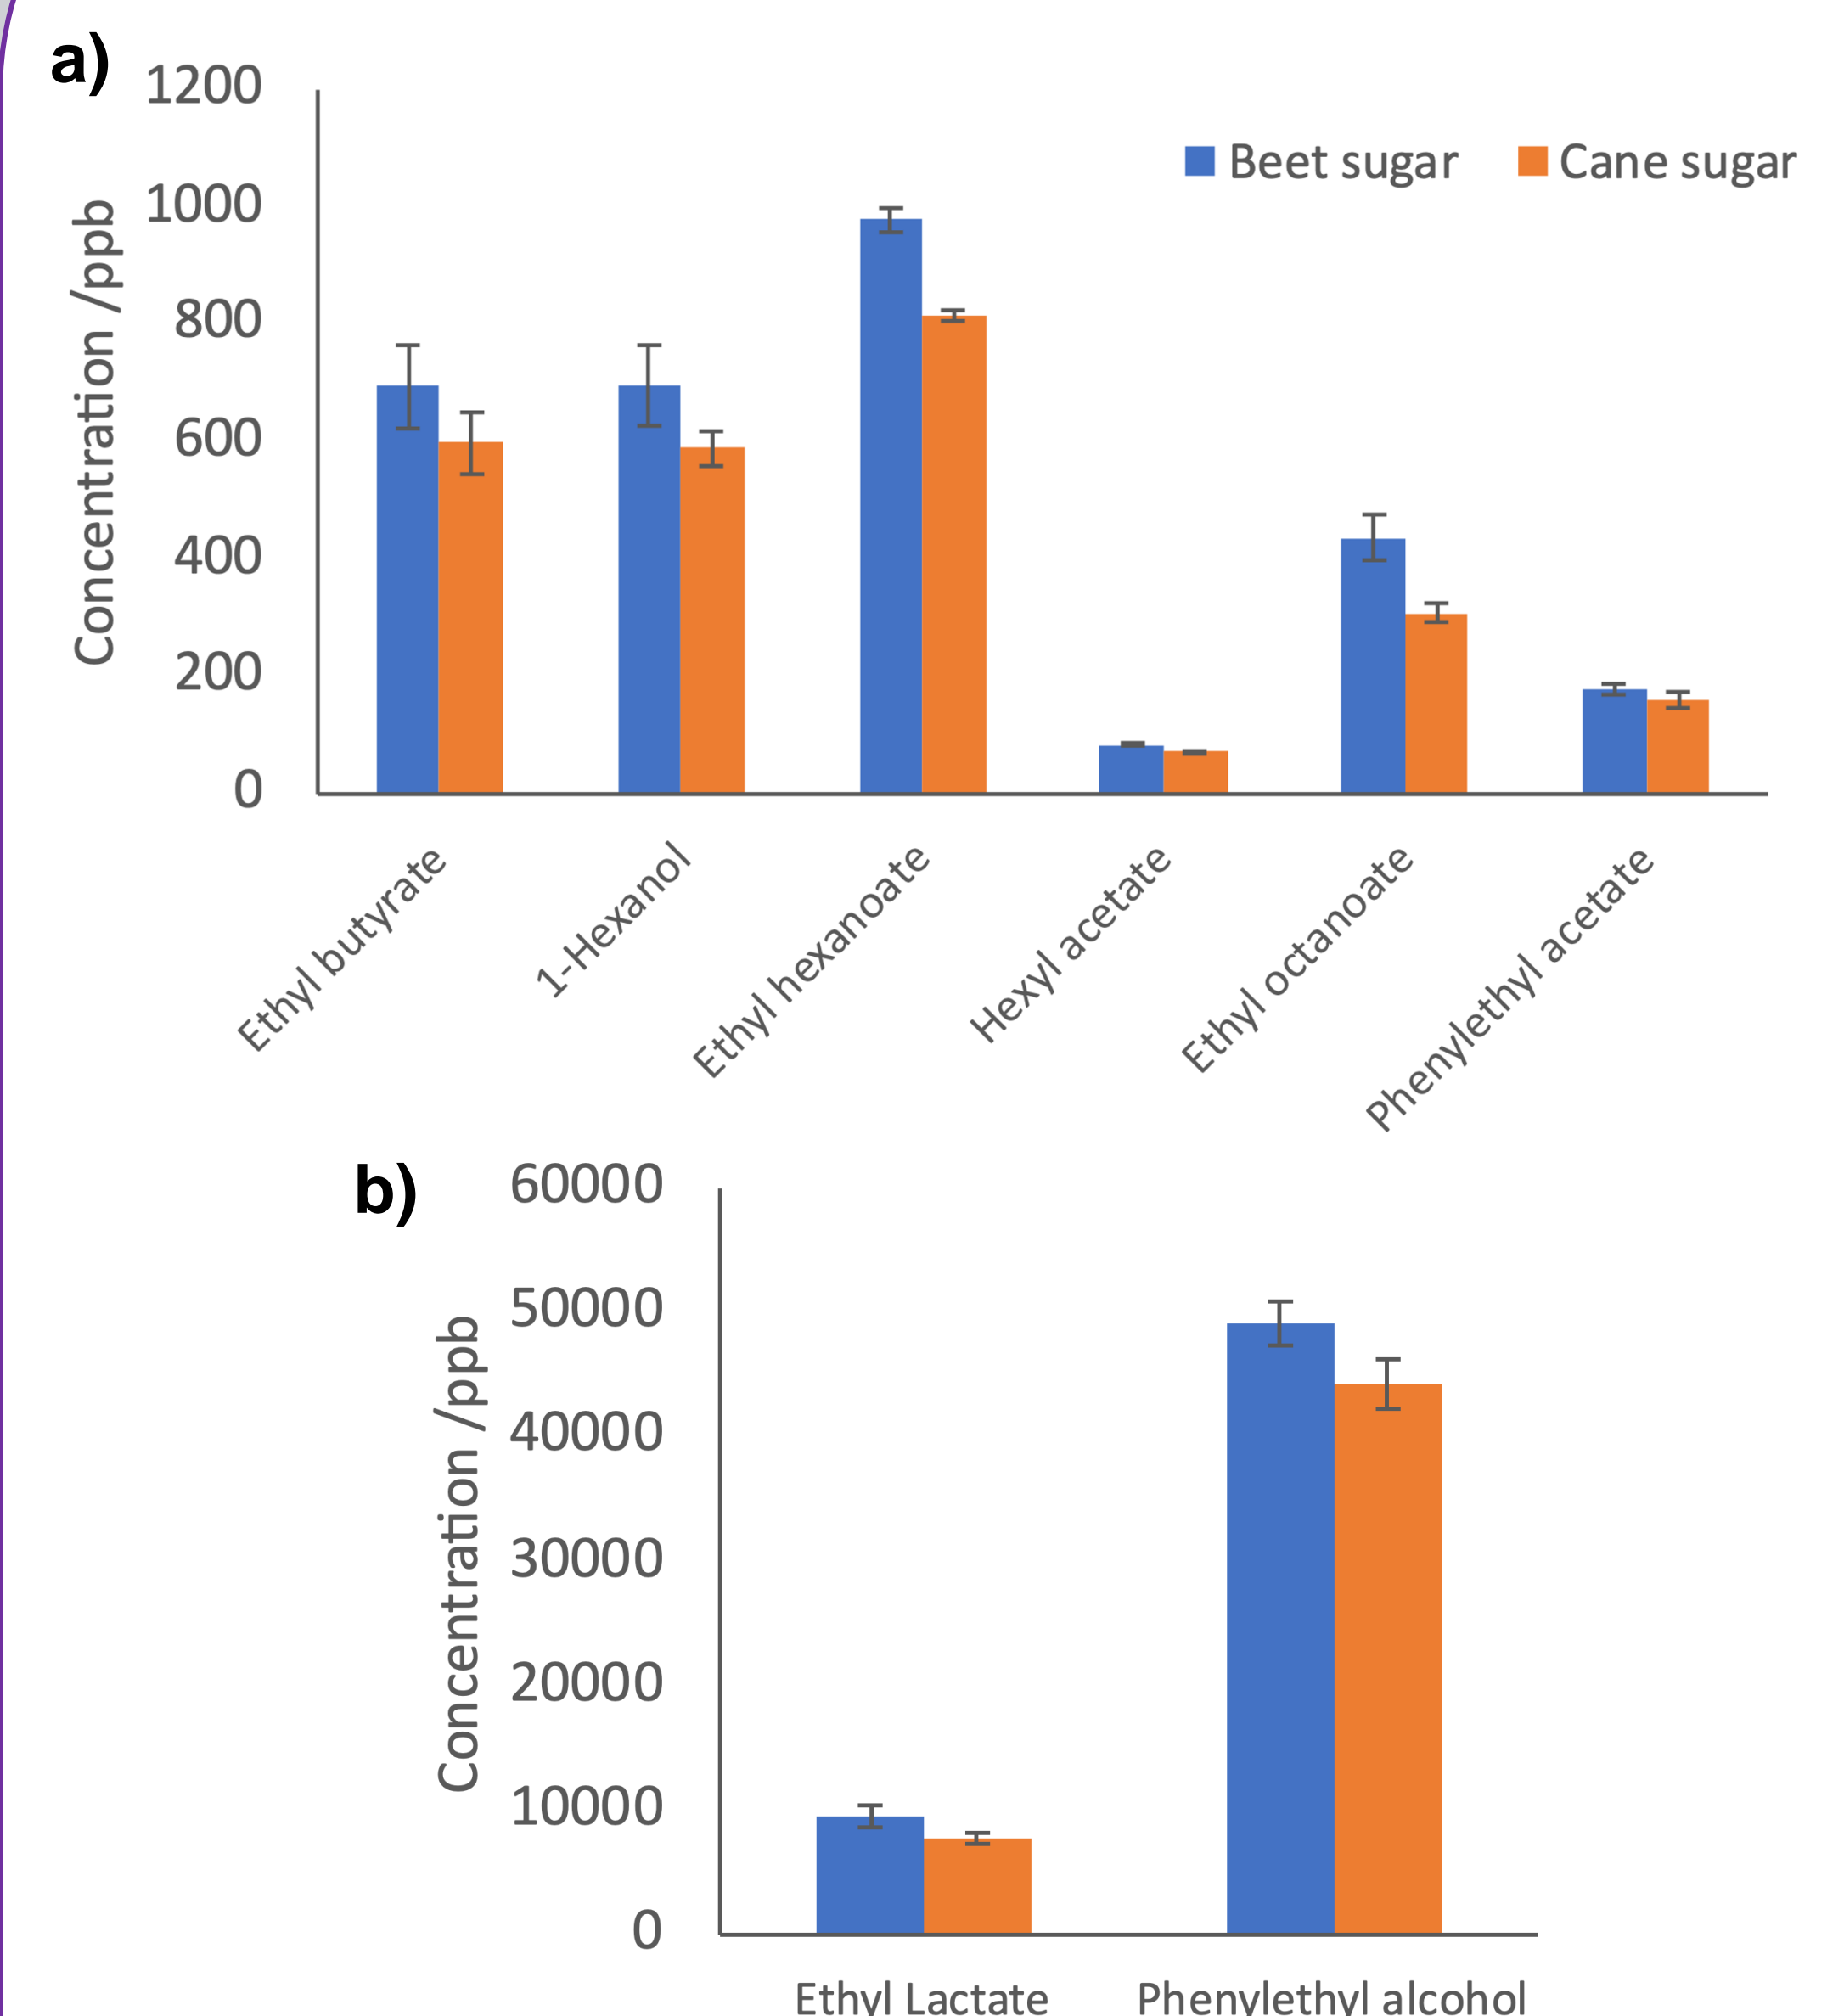 a)
1200
1000
800
600
400
200
0
Concentration /ppb
Beet sugar
Cane sugar
Ethyl butyrate
1-Hexanol
Ethyl hexanoate
Hexyl acetate
Ethyl octanoate
Phenylethyl acetate
b)
60000
50000
40000
30000
20000
10000
0
Concentration /ppb
Ethyl Lactate
Phenylethyl alcohol